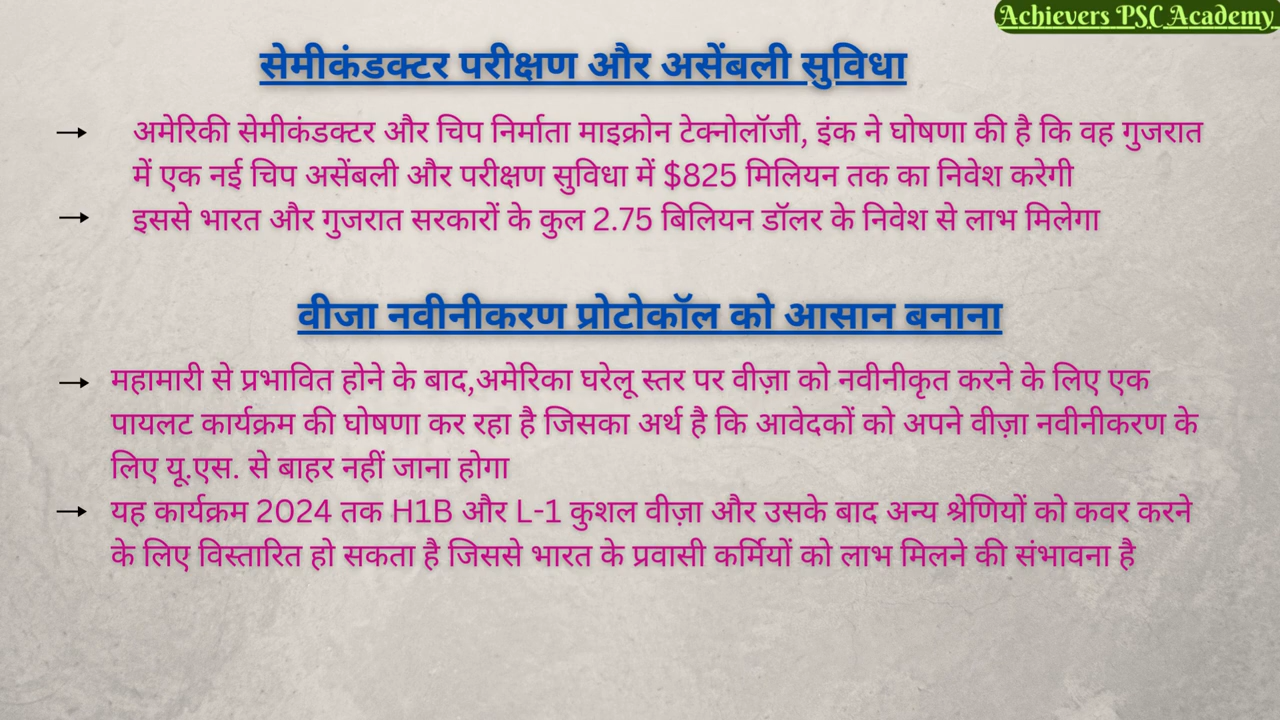 Achievers PSC Academy
सेमीकंडक्टर परीक्षण और असेंबली सुविधा
→ अमेरिकी सेमीकंडक्टर और चिप निर्माता माइक्रोन टेक्नोलॉजी, इंक ने घोषणा की है कि वह गुजरात
में एक नई चिप असेंबली और परीक्षण सुविधा में $825 मिलियन तक का निवेश करेगी
→ इससे भारत और गुजरात सरकारों के कुल 2.75 बिलियन डॉलर के निवेश से लाभ मिलेगा
वीजा नवीनीकरण प्रोटोकॉल को आसान बनाना
→ महामारी से प्रभावित होने के बाद,अमेरिका घरेलू स्तर पर वीज़ा को नवीनीकृत करने के लिए एक
पायलट कार्यक्रम की घोषणा कर रहा है जिसका अर्थ है कि आवेदकों को अपने वीज़ा नवीनीकरण के
लिए यू.एस. से बाहर नहीं जाना होगा
→ यह कार्यक्रम 2024 तक H1B और L-1 कुशल वीज़ा और उसके बाद अन्य श्रेणियों को कवर करने
के लिए विस्तारित हो सकता है जिससे भारत के प्रवासी कर्मियों को लाभ मिलने की संभावना है